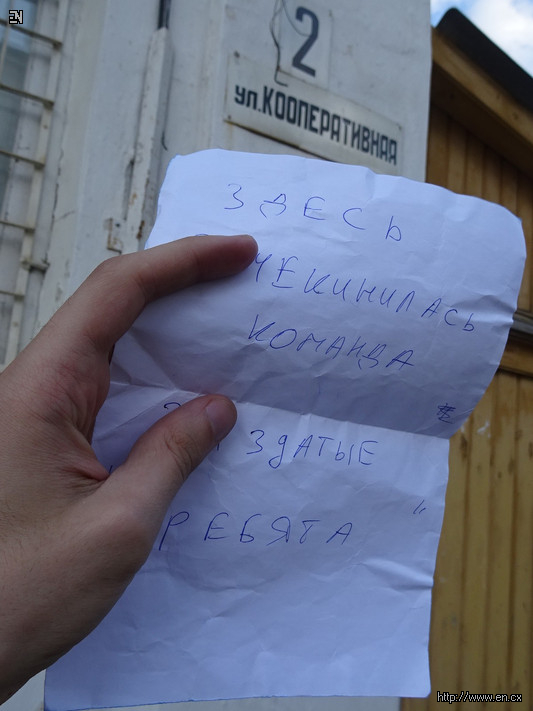 EN
2
ул. КООПЕРАТИВНАЯ
ЗДЕСЬ
ЧЕКИНИЛАСЬ
КОМАНДА
ЗДАТЫЕ
РЕБЯТА "
http://www.en.cx